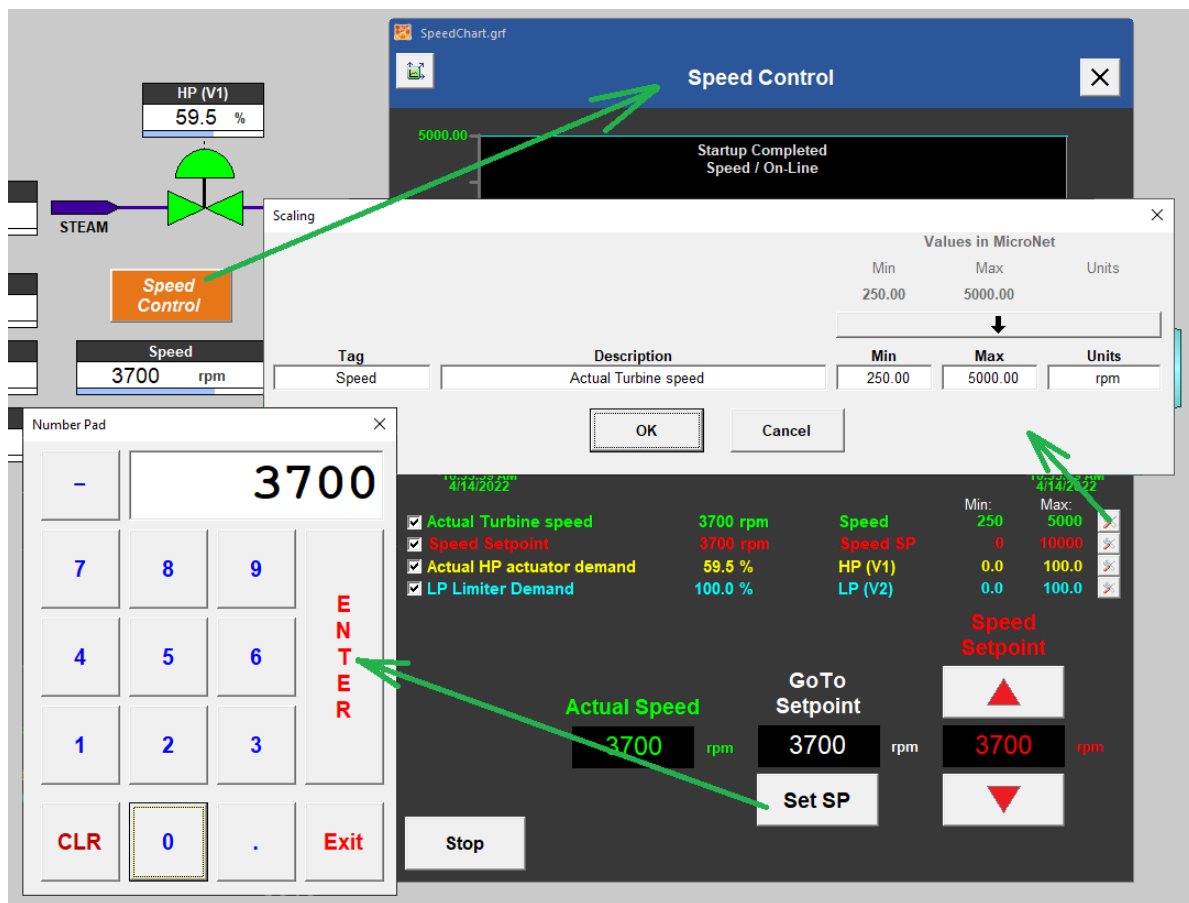 SpeedChart.grf
Speed Control
HP (V1)
59.5 %
5000.00
Startup Completed
Speed / On-Line
STEAM
Scaling
Values in MicroNet
Min Max Units
250.00 5000.00
Speed
Control
Speed
3700 rpm
Tag Description Min Max Units
Speed Actual Turbine speed 250.00 5000.00 rpm
OK Cancel
Number Pad
- 3700
7 8 9
4 5 6
1 2 3
ENTER
CLR 0 . Exit
4/14/2022 4/14/2022
Min: Max:
Actual Turbine speed 3700 rpm Speed 250 5000
Speed Setpoint 3700 rpm Speed SP 0 10000
Actual HP actuator demand 59.5 % HP (V1) 0.0 100.0
LP Limiter Demand 100.0 % LP (V2) 0.0 100.0
Speed
Setpoint
GoTo
Setpoint
Actual Speed
3700 rpm 3700 rpm 3700 rpm
Set SP
Stop